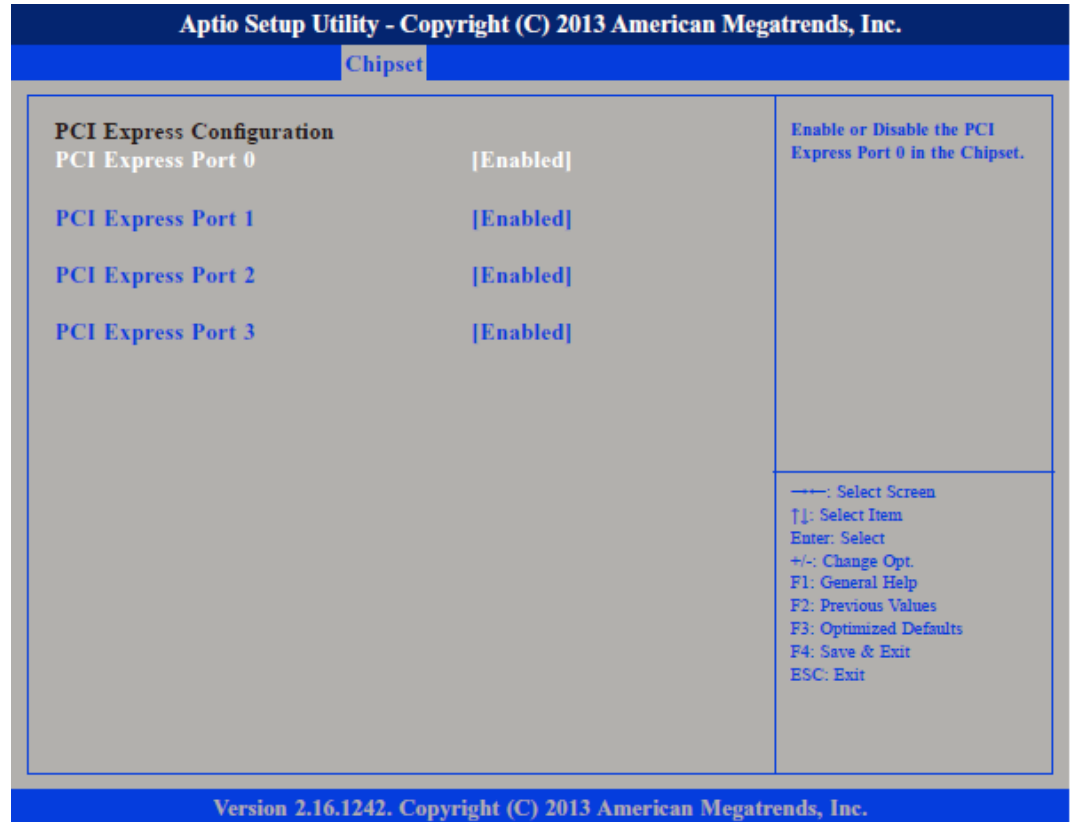 Aptio Setup Utility - Copyright (C) 2013 American Megatrends, Inc.
Chipset
PCI Express Configuration
PCI Express Port 0 [Enabled]
PCI Express Port 1 [Enabled]
PCI Express Port 2 [Enabled]
PCI Express Port 3 [Enabled]
Enable or Disable the PCI
Express Port 0 in the Chipset.
→←: Select Screen
↑↓: Select Item
Enter: Select
+/-: Change Opt.
F1: General Help
F2: Previous Values
F3: Optimized Defaults
F4: Save & Exit
ESC: Exit
Version 2.16.1242. Copyright (C) 2013 American Megatrends, Inc.